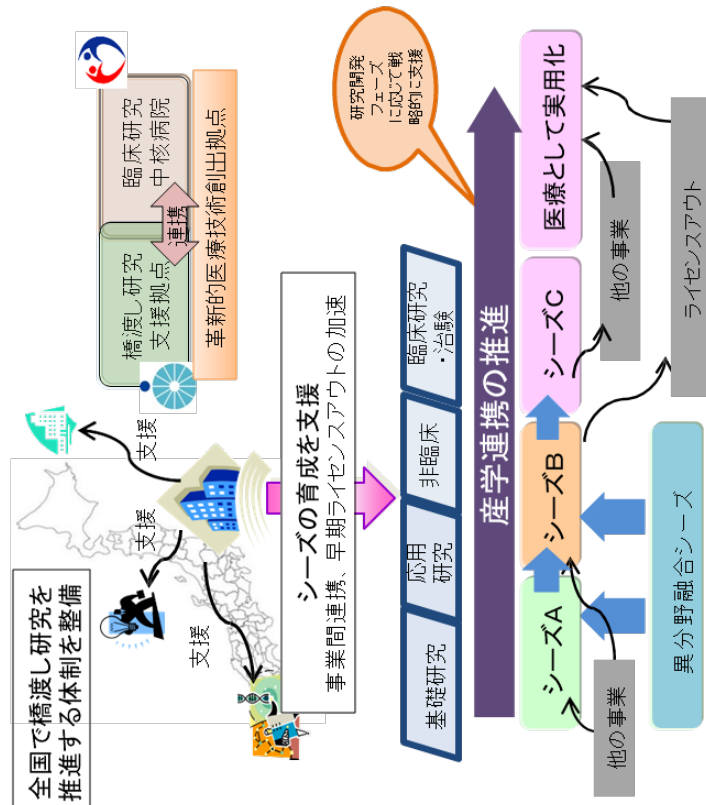 全国で橋渡し研究を
推進する体制を整備
支援
支援
支援
橋渡し研究
支援拠点
連携
臨床研究
中核病院
革新的医療技術創出拠点
シーズの育成を支援
事業間連携、早期ライセンスアウトの加速
基礎研究
応用
研究
非臨床
臨床研究
・治験
研究開発
フェーズ
に応じて戦
略的に支援
産学連携の推進
シーズA
シーズB
シーズC
医療として実用化
他の事業
他の事業
異分野融合シーズ
ライセンスアウト